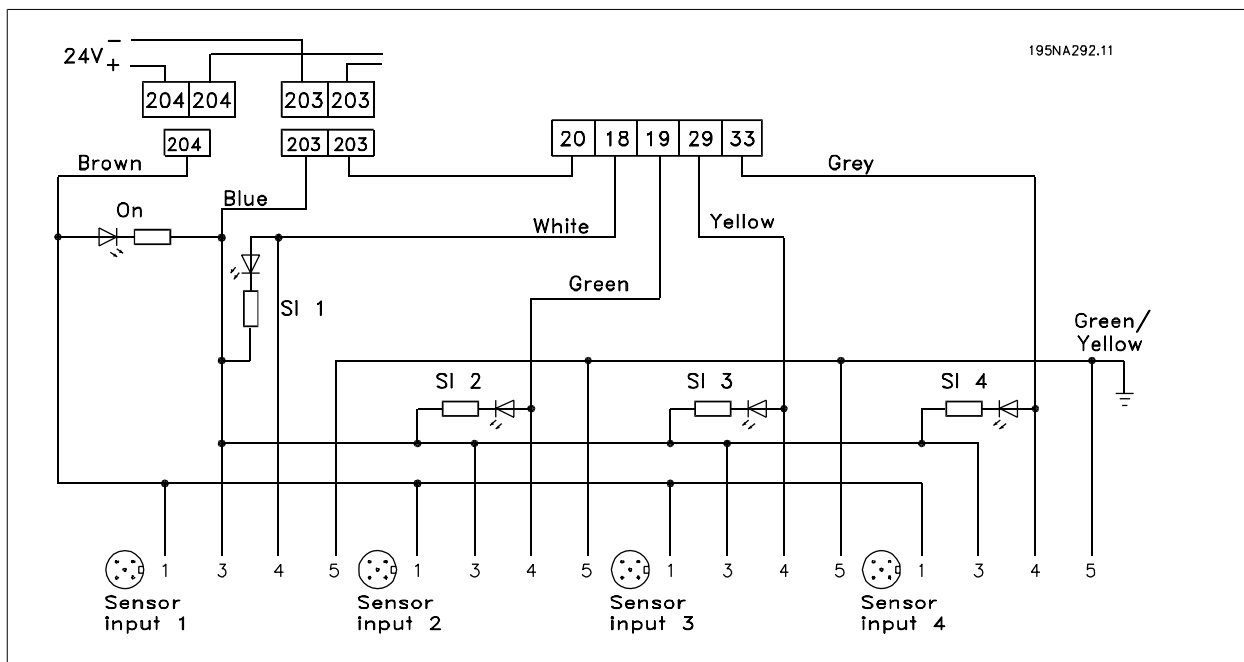 195NA292.11
24V
−
+
204 204 203 203
204 203 203
20 18 19 29 33
Brown
Grey
Blue
On
White
Yellow
Green
SI 1
Green/
Yellow
SI 2
SI 3
SI 4
1 3 4 5 1 3 4 5 1 3 4 5 1 3 4 5
Sensor
input 1
Sensor
input 2
Sensor
input 3
Sensor
input 4